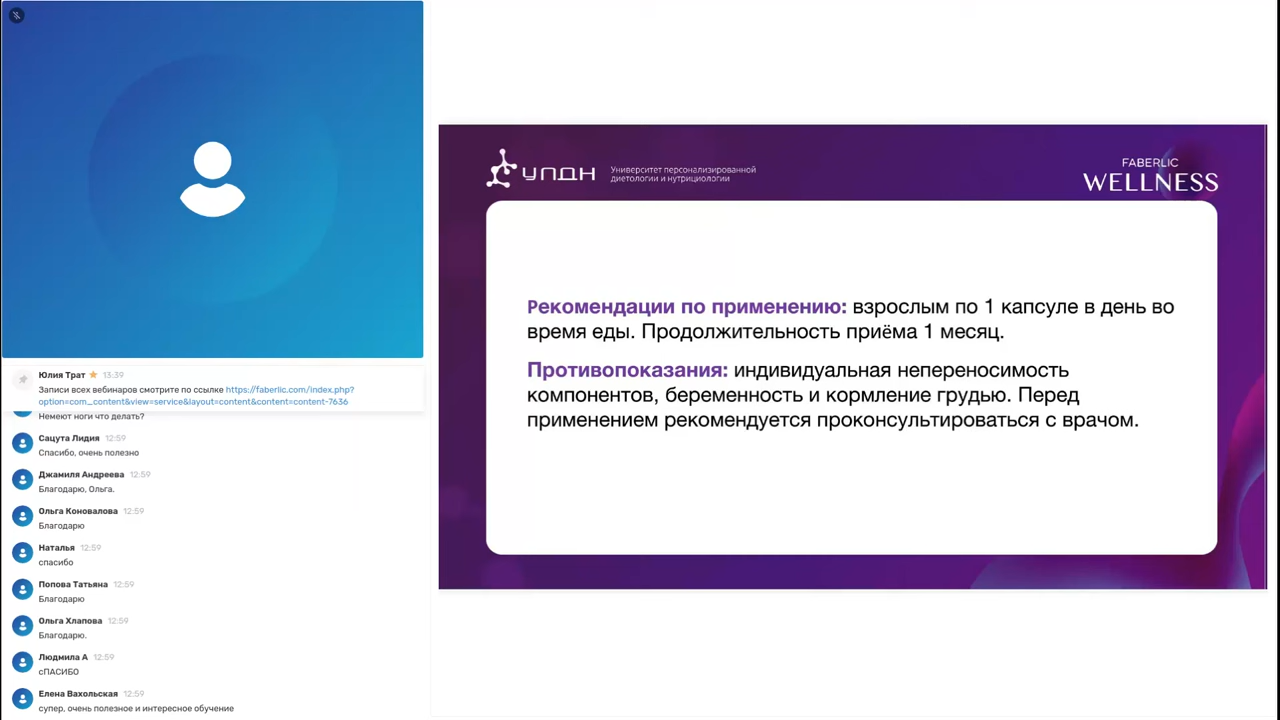 Юлия Трат 13:39
Записи всех вебинаров смотрите по ссылке https://faberlic.com/index.php?
option=com_content&view=service&layout=content&content=content-7636
Немеют ноги что делать?
Сацута Лидия 12:59
Спасибо, очень полезно
Джамиля Андреева 12:59
Благодарю, Ольга.
Ольга Коновалова 12:59
Благодарю
Наталья 12:59
спасибо
Попова Татьяна 12:59
Благодарю
Ольга Хлапова 12:59
Благодарю.
Людмила А 12:59
сПАСИБО
Елена Вахольская 12:59
супер, очень полезное и интересное обучение
УПДН
Университет персонализированной
диетологии и нутрициологии
FABERLIC
WELLNESS
Рекомендации по применению: взрослым по 1 капсуле в день во
время еды. Продолжительность приёма 1 месяц.
Противопоказания: индивидуальная непереносимость
компонентов, беременность и кормление грудью. Перед
применением рекомендуется проконсультироваться с врачом.